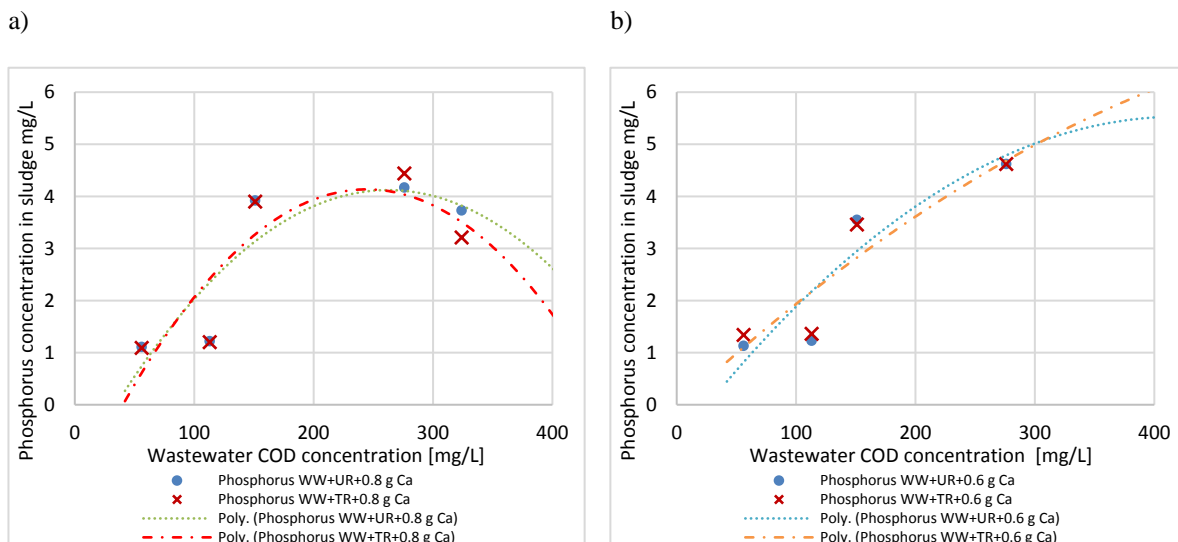 a)
b)
Phosphorus concentration in sludge mg/L
6
5
4
3
2
1
0
0 100 200 300 400
Wastewater COD concentration [mg/L]
Phosphorus WW+UR+0.8 g Ca
Phosphorus WW+TR+0.8 g Ca
Poly. (Phosphorus WW+UR+0.8 g Ca)
Poly. (Phosphorus WW+TR+0.8 g Ca)
Phosphorus concentration in sludge mg/L
6
5
4
3
2
1
0
0 100 200 300 400
Wastewater COD concentration [mg/L]
Phosphorus WW+UR+0.6 g Ca
Phosphorus WW+TR+0.6 g Ca
Poly. (Phosphorus WW+UR+0.6 g Ca)
Poly. (Phosphorus WW+TR+0.6 g Ca)